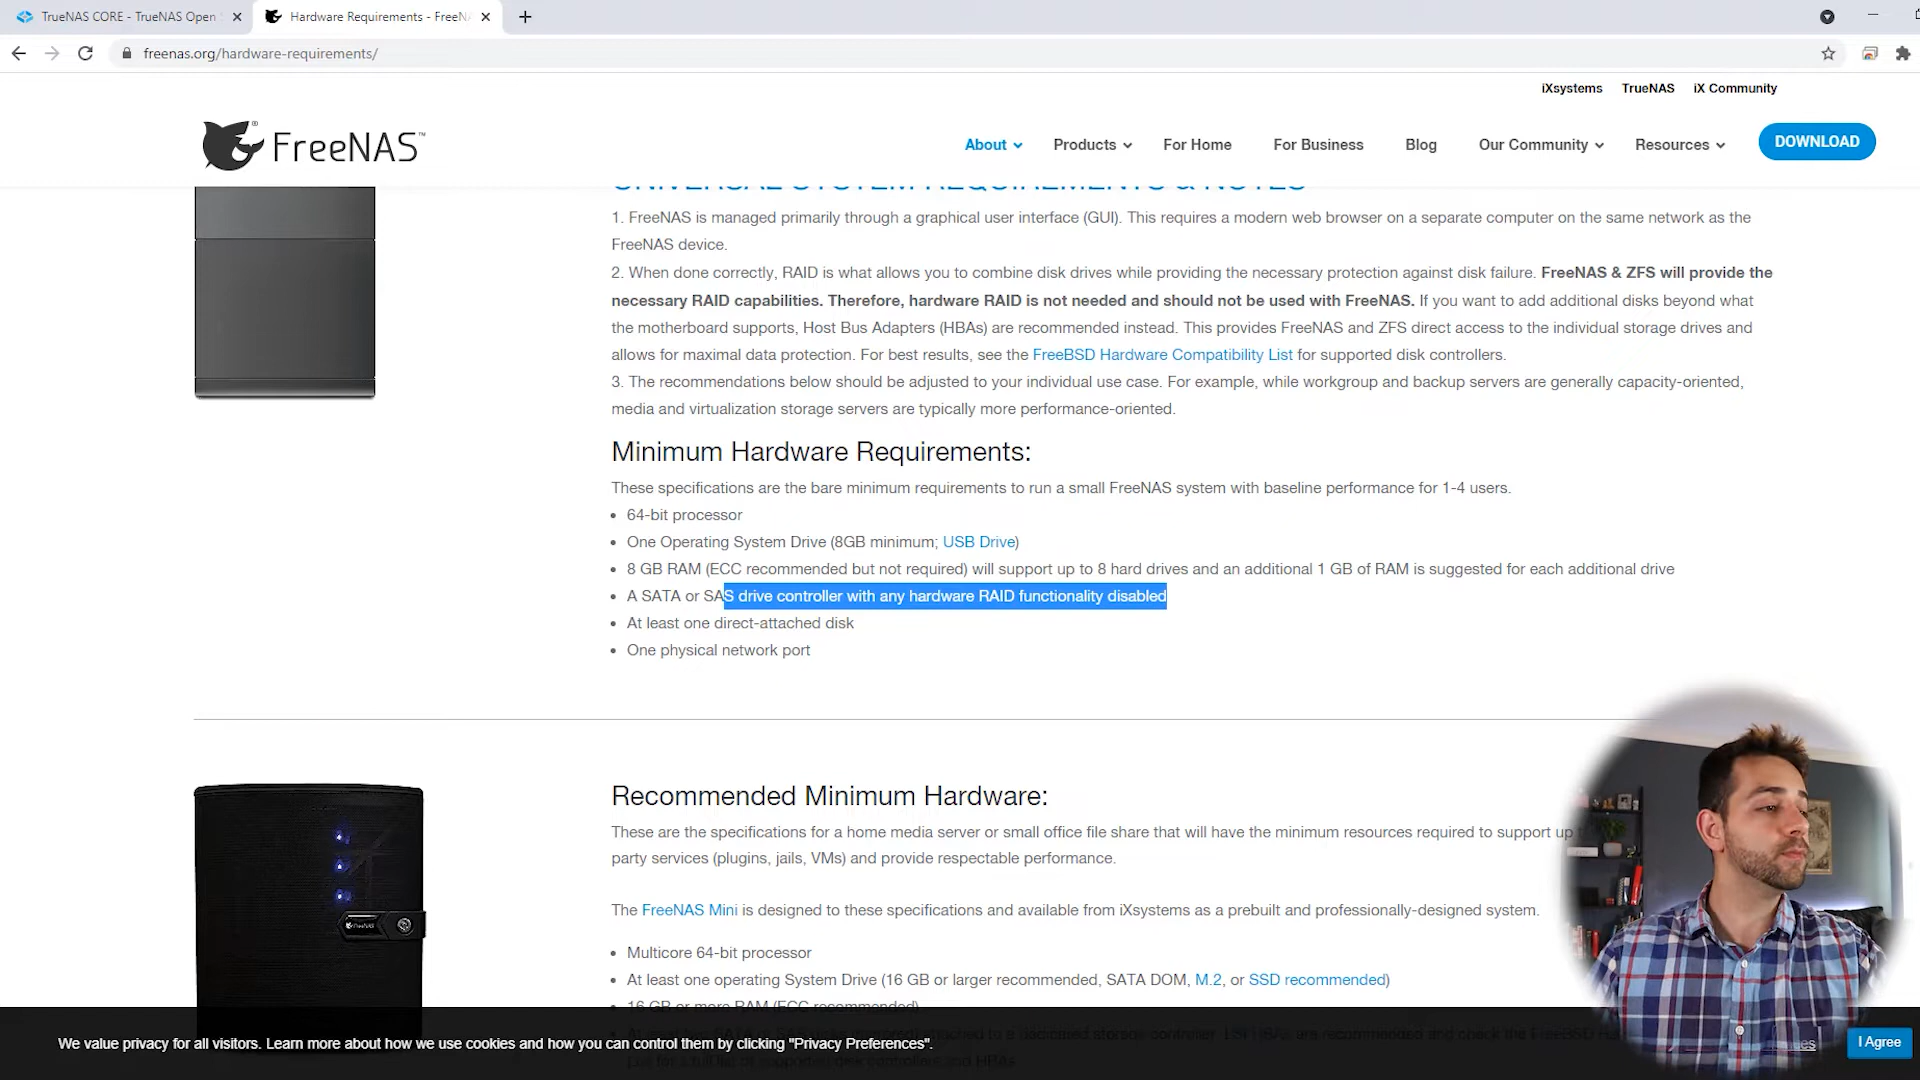 TrueNAS CORE - TrueNAS Open S
Hardware Requirements - FreeN
freenas.org/hardware-requirements/
iXsystems TrueNAS iX Community
FreeNAS™
About Products For Home For Business Blog Our Community Resources DOWNLOAD
UNIVERSAL SYSTEM REQUIREMENTS & NOTES
1. FreeNAS is managed primarily through a graphical user interface (GUI). This requires a modern web browser on a separate computer on the same network as the
FreeNAS device.
2. When done correctly, RAID is what allows you to combine disk drives while providing the necessary protection against disk failure. FreeNAS & ZFS will provide the
necessary RAID capabilities. Therefore, hardware RAID is not needed and should not be used with FreeNAS. If you want to add additional disks beyond what
the motherboard supports, Host Bus Adapters (HBAs) are recommended instead. This provides FreeNAS and ZFS direct access to the individual storage drives and
allows for maximal data protection. For best results, see the FreeBSD Hardware Compatibility List for supported disk controllers.
3. The recommendations below should be adjusted to your individual use case. For example, while workgroup and backup servers are generally capacity-oriented,
media and virtualization storage servers are typically more performance-oriented.
Minimum Hardware Requirements:
These specifications are the bare minimum requirements to run a small FreeNAS system with baseline performance for 1-4 users.
• 64-bit processor
• One Operating System Drive (8GB minimum; USB Drive)
• 8 GB RAM (ECC recommended but not required) will support up to 8 hard drives and an additional 1 GB of RAM is suggested for each additional drive
• A SATA or SAS drive controller with any hardware RAID functionality disabled
• At least one direct-attached disk
• One physical network port
Recommended Minimum Hardware:
These are the specifications for a home media server or small office file share that will have the minimum resources required to support up
party services (plugins, jails, VMs) and provide respectable performance.
The FreeNAS Mini is designed to these specifications and available from iXsystems as a prebuilt and professionally-designed system.
• Multicore 64-bit processor
• At least one operating System Drive (16 GB or larger recommended, SATA DOM, M.2, or SSD recommended)
• 16 GB or more RAM (ECC recommended)
We value privacy for all visitors. Learn more about how we use cookies and how you can control them by clicking "Privacy Preferences".
I Agree